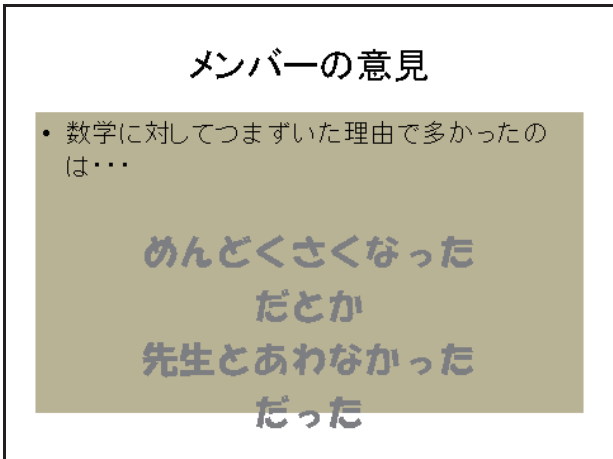 メンバーの意見
• 数学に対してつまずいた理由で多かったの
は・・・
めんどくさくなった
だとか
先生とあわなかった
だった